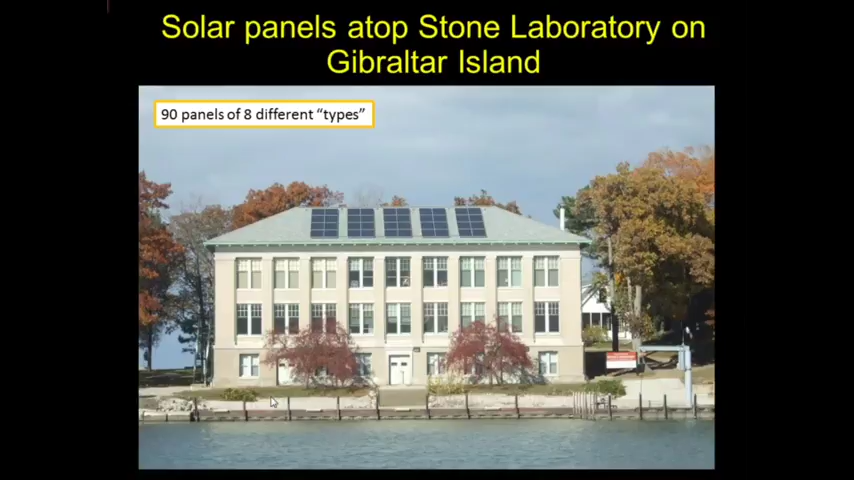 Solar panels atop Stone Laboratory on
Gibraltar Island
90 panels of 8 different “types”